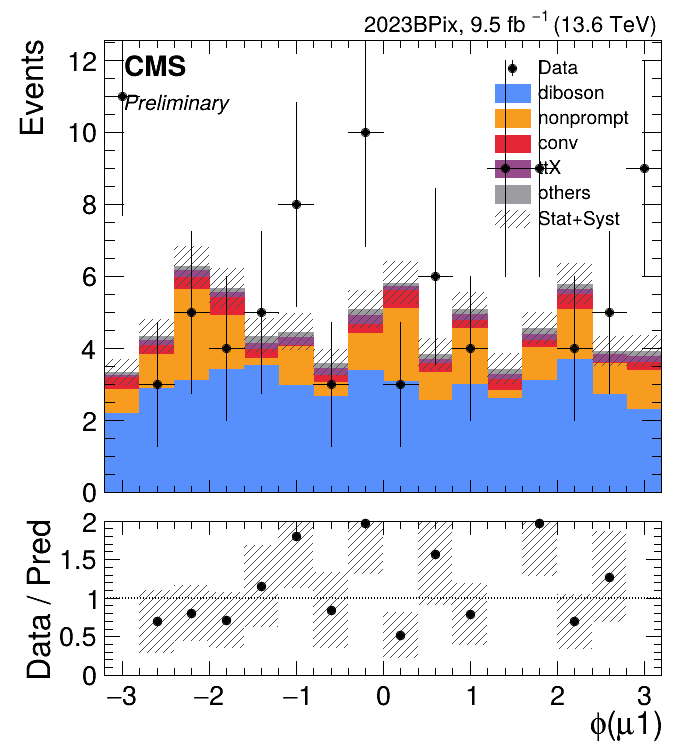 2023BPix, 9.5 fb⁻¹ (13.6 TeV)
CMS
Preliminary
Events
12
10
8
6
4
2
0
Data
diboson
nonprompt
conv
ttX
others
Stat+Syst
Data / Pred
2
1.5
1
0.5
0
−3 −2 −1 0 1 2 3
ϕ(μ1)